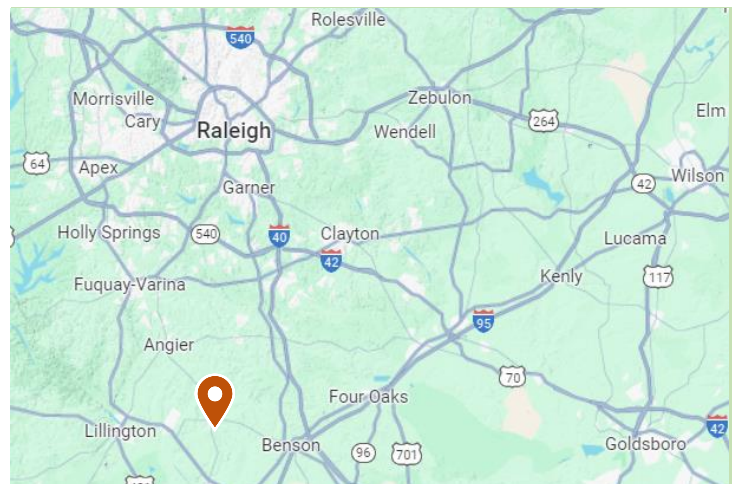 Rolesville
540
Morrisville
Zebulon
Cary
264
Elm
Raleigh
Wendell
64
Apex
Wilson
42
Garner
Holly Springs
540
40
Clayton
Lucama
42
Fuquay-Varina
Kenly
117
95
Angier
70
Four Oaks
42
Lillington
Benson
96
701
Goldsboro